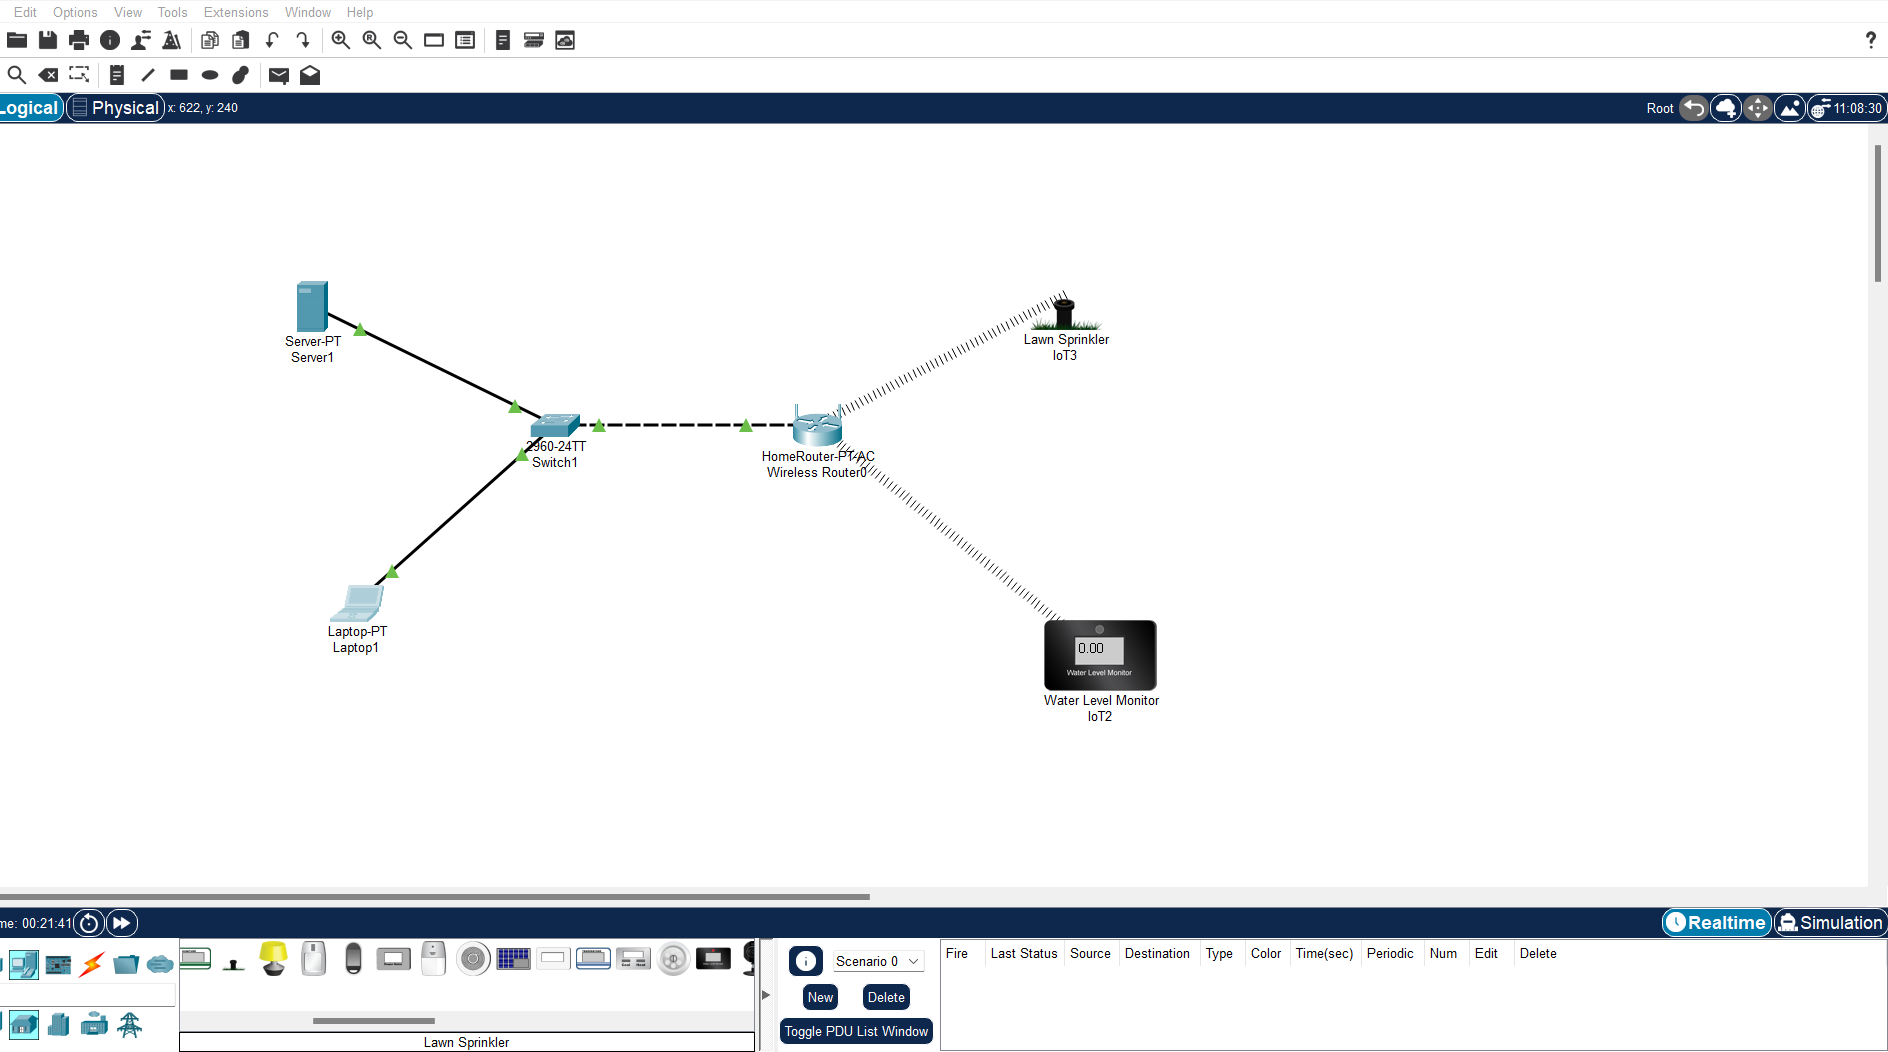 Edit Options View Tools Extensions Window Help
?
Logical Physical x: 622, y: 240 Root 11:08:30
Server-PT
Server1
Lawn Sprinkler
IoT3
2960-24TT
Switch1
HomeRouter-PT-AC
Wireless Router0
Laptop-PT
Laptop1
0.00
Water Level Monitor
Water Level Monitor
IoT2
me: 00:21:41 Realtime Simulation
Scenario 0
New Delete
Toggle PDU List Window
Fire Last Status Source Destination Type Color Time(sec) Periodic Num Edit Delete
Lawn Sprinkler